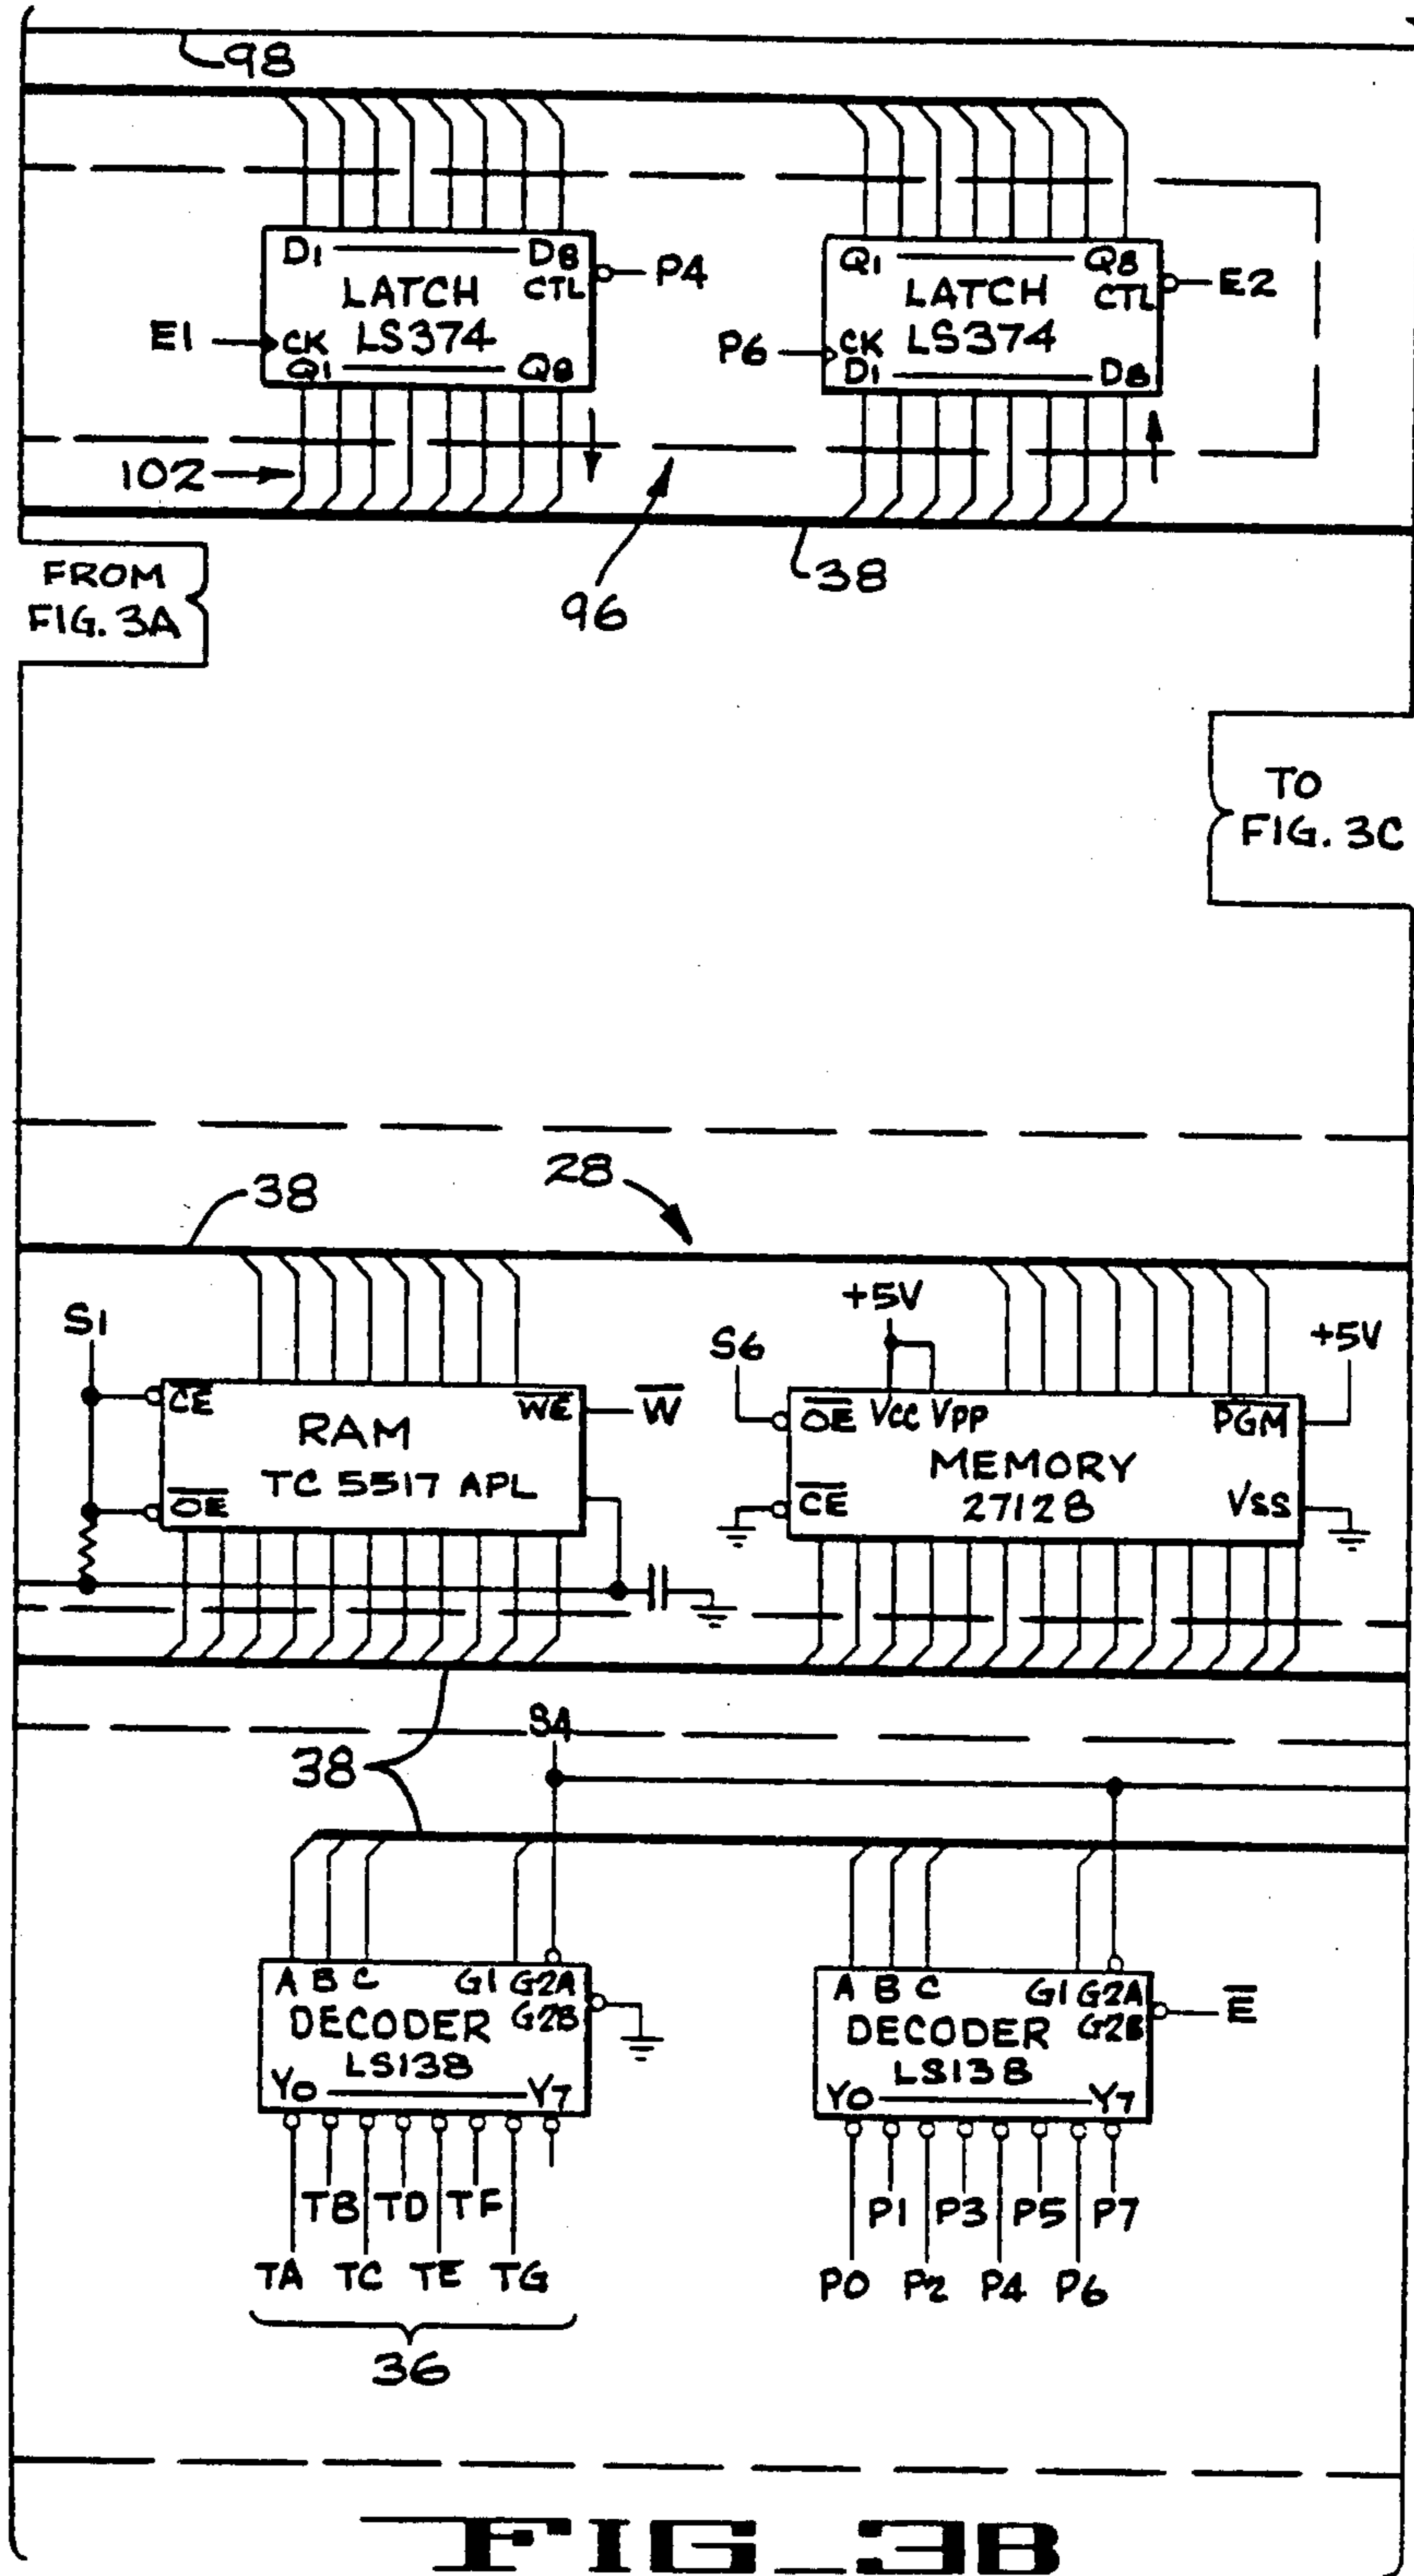 98
D1 D8
LATCH CTL
P4
E1
CK LS374
Q1 Q8
Q1 Q8
LATCH CTL
E2
P6
CK LS374
D1 D8
102
96
38
FROM
FIG. 3A
TO
FIG. 3C
38
28
S1
CE WE W
RAM
TC 5517 APL
OE
S6
+5V
+5V
OE VCC VPP PGM
MEMORY
CE 27128 VSS
38
S4
A B C G1 G2A
DECODER G2B
LS138
Y0 Y7
A B C G1 G2A
DECODER G2B
E
LS138
Y0 Y7
TB TD TF
TA TC TE TG
36
P1 P3 P5 P7
P0 P2 P4 P6
FIG_3B